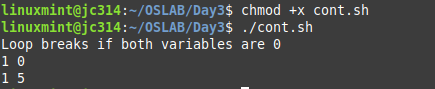 linuxmint@jc314:~/OSLAB/Day3$ chmod +x cont.sh
linuxmint@jc314:~/OSLAB/Day3$ ./cont.sh
Loop breaks if both variables are 0
1 0
1 5